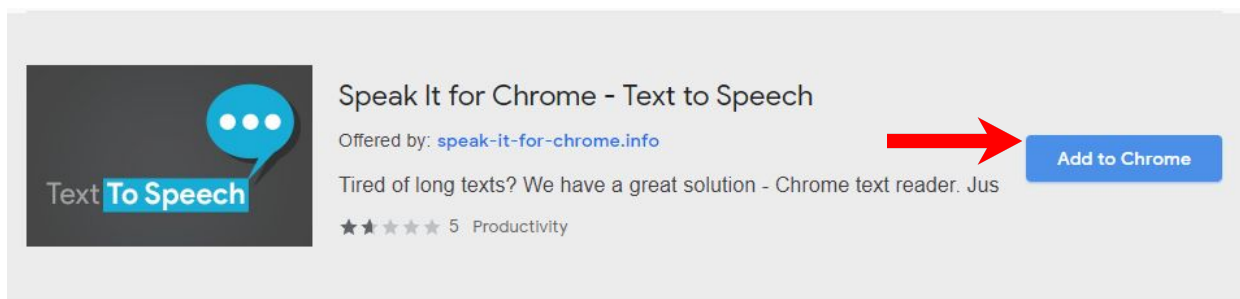 Text To Speech
Speak It for Chrome - Text to Speech
Offered by: speak-it-for-chrome.info
Tired of long texts? We have a great solution - Chrome text reader. Jus
5 Productivity
Add to Chrome